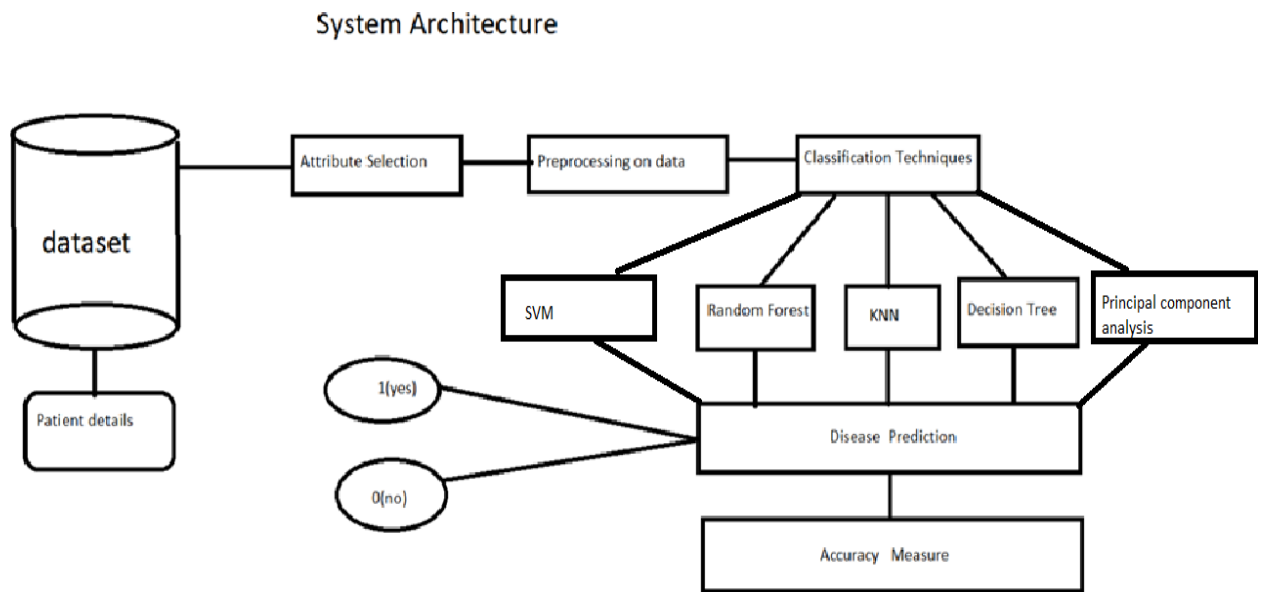 System Architecture
dataset
Patient details
Attribute Selection
Preprocessing on data
Classification Techniques
SVM
Random Forest
KNN
Decision Tree
Principal component
analysis
1(yes)
0(no)
Disease Prediction
Accuracy Measure